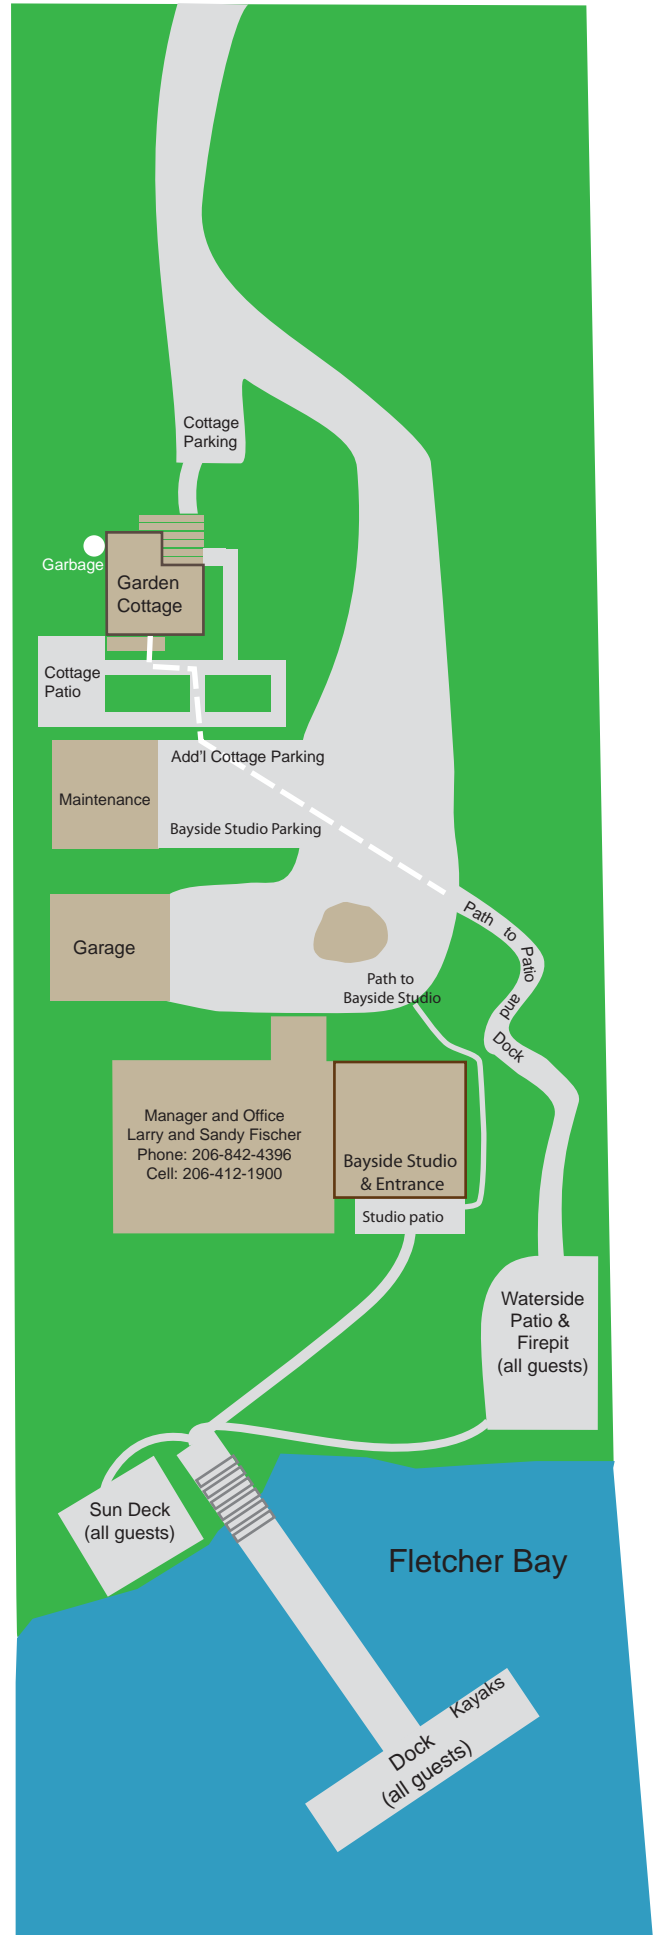 Cottage
Parking
Garbage
Garden
Cottage
Cottage
Patio
Add'l Cottage Parking
Maintenance
Bayside Studio Parking
Garage
Path to Patio and Dock
Path to
Bayside Studio
Manager and Office
Larry and Sandy Fischer
Phone: 206-842-4396
Cell: 206-412-1900
Bayside Studio
& Entrance
Studio patio
Waterside
Patio &
Firepit
(all guests)
Sun Deck
(all guests)
Fletcher Bay
Kayaks
Dock
(all guests)